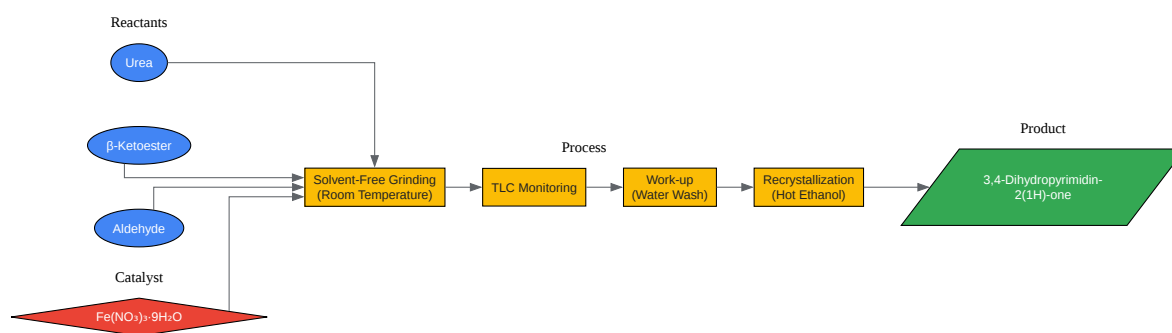 Reactants
Urea
β-Ketoester
Aldehyde
Catalyst
Fe(NO₃)₃·9H₂O
Process
Solvent-Free Grinding
(Room Temperature)
TLC Monitoring
Work-up
(Water Wash)
Recrystallization
(Hot Ethanol)
Product
3,4-Dihydropyrimidin-
2(1H)-one